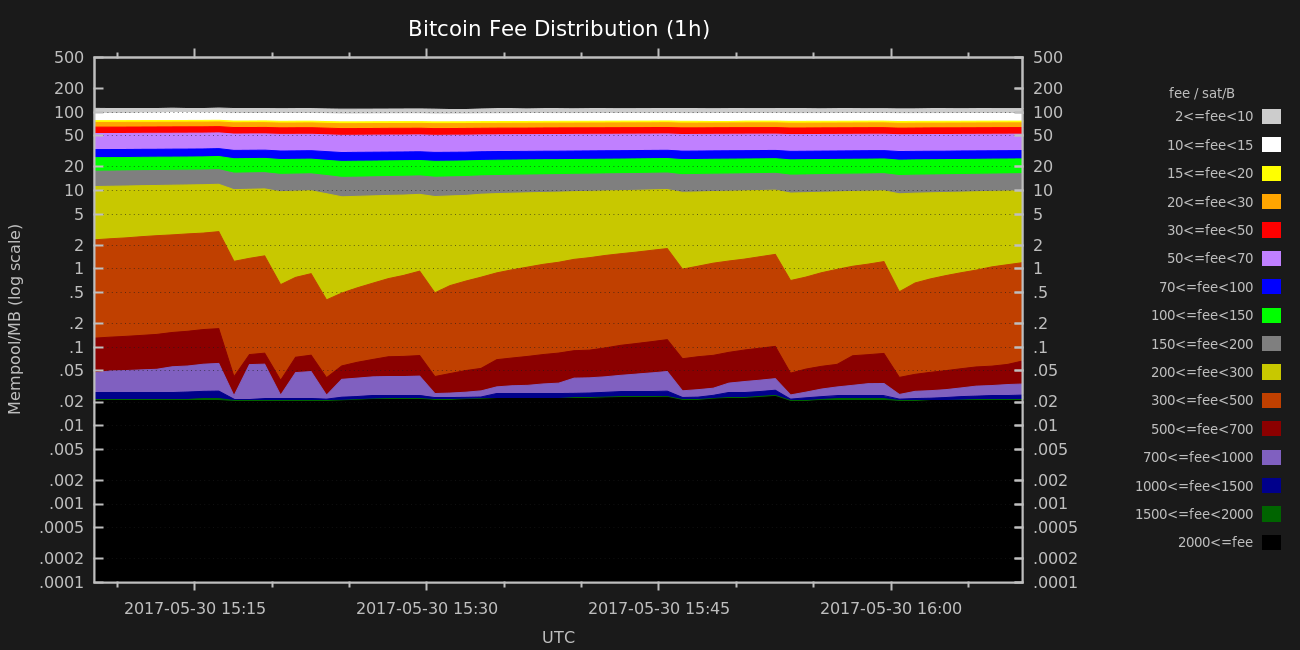 Bitcoin Fee Distribution (1h)
500 500
200 200
100 100
50 50
20 20
10 10
5 5
2 2
1 1
.5 .5
.2 .2
.1 .1
.05 .05
.02 .02
.01 .01
.005 .005
.002 .002
.001 .001
.0005 .0005
.0002 .0002
.0001 .0001
Mempool/MB (log scale)
2017-05-30 15:15 2017-05-30 15:30 2017-05-30 15:45 2017-05-30 16:00
UTC
fee / sat/B
2<=fee<10
10<=fee<15
15<=fee<20
20<=fee<30
30<=fee<50
50<=fee<70
70<=fee<100
100<=fee<150
150<=fee<200
200<=fee<300
300<=fee<500
500<=fee<700
700<=fee<1000
1000<=fee<1500
1500<=fee<2000
2000<=fee